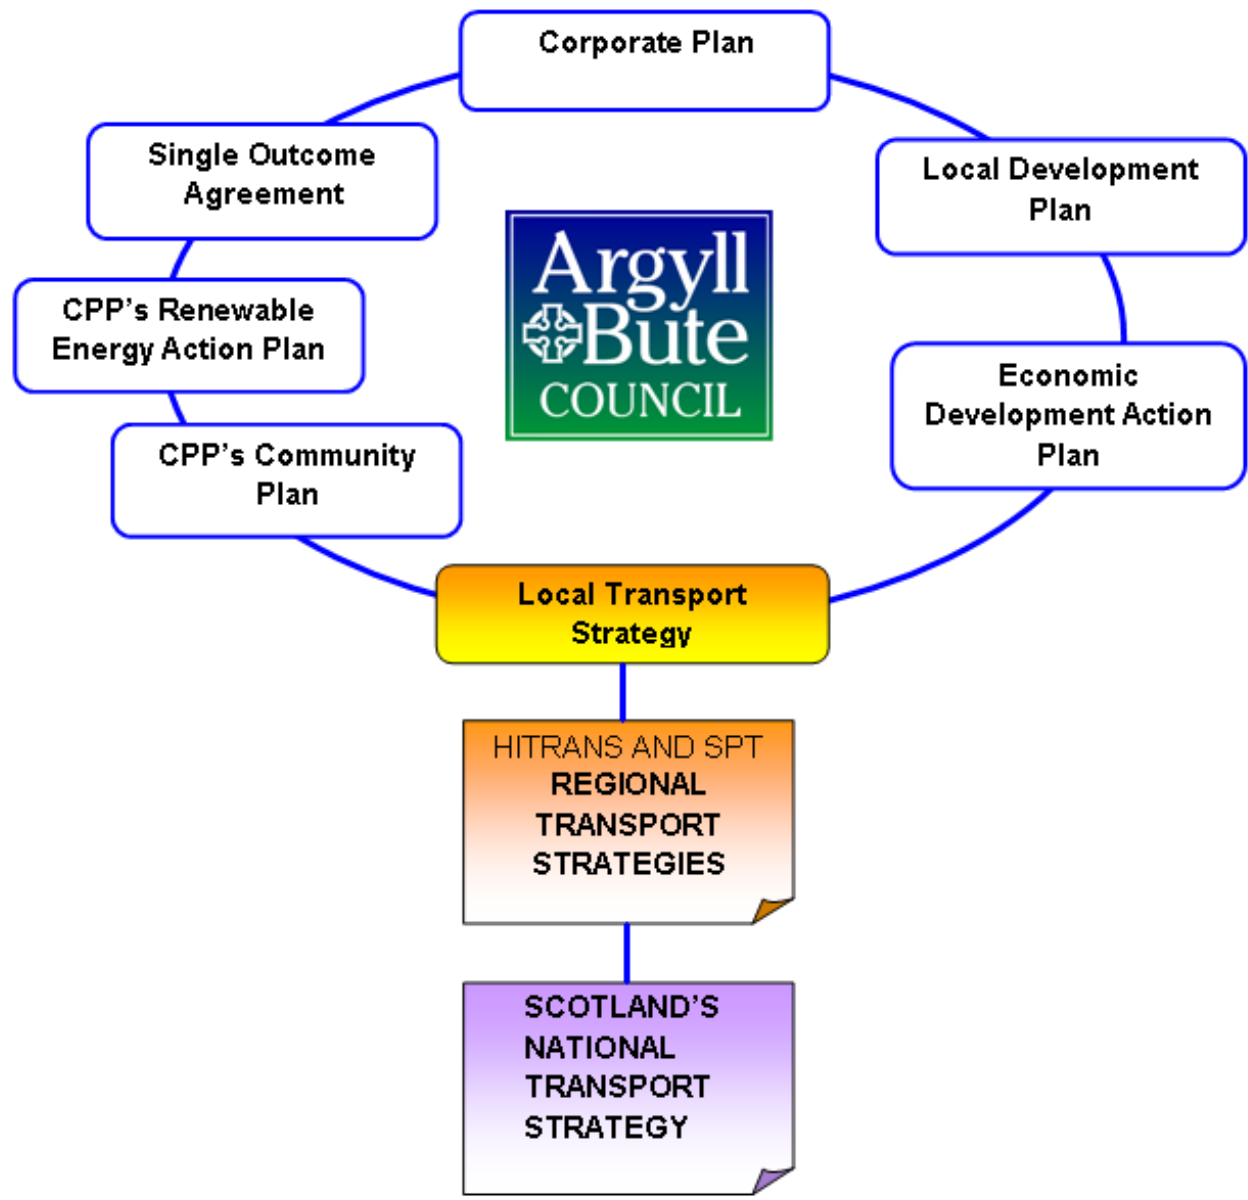 Corporate Plan
Single Outcome
Agreement
Local Development
Plan
Argyll
Bute
COUNCIL
CPP's Renewable
Energy Action Plan
Economic
Development Action
Plan
CPP's Community
Plan
Local Transport
Strategy
HITRANS AND SPT
REGIONAL
TRANSPORT
STRATEGIES
SCOTLAND'S
NATIONAL
TRANSPORT
STRATEGY